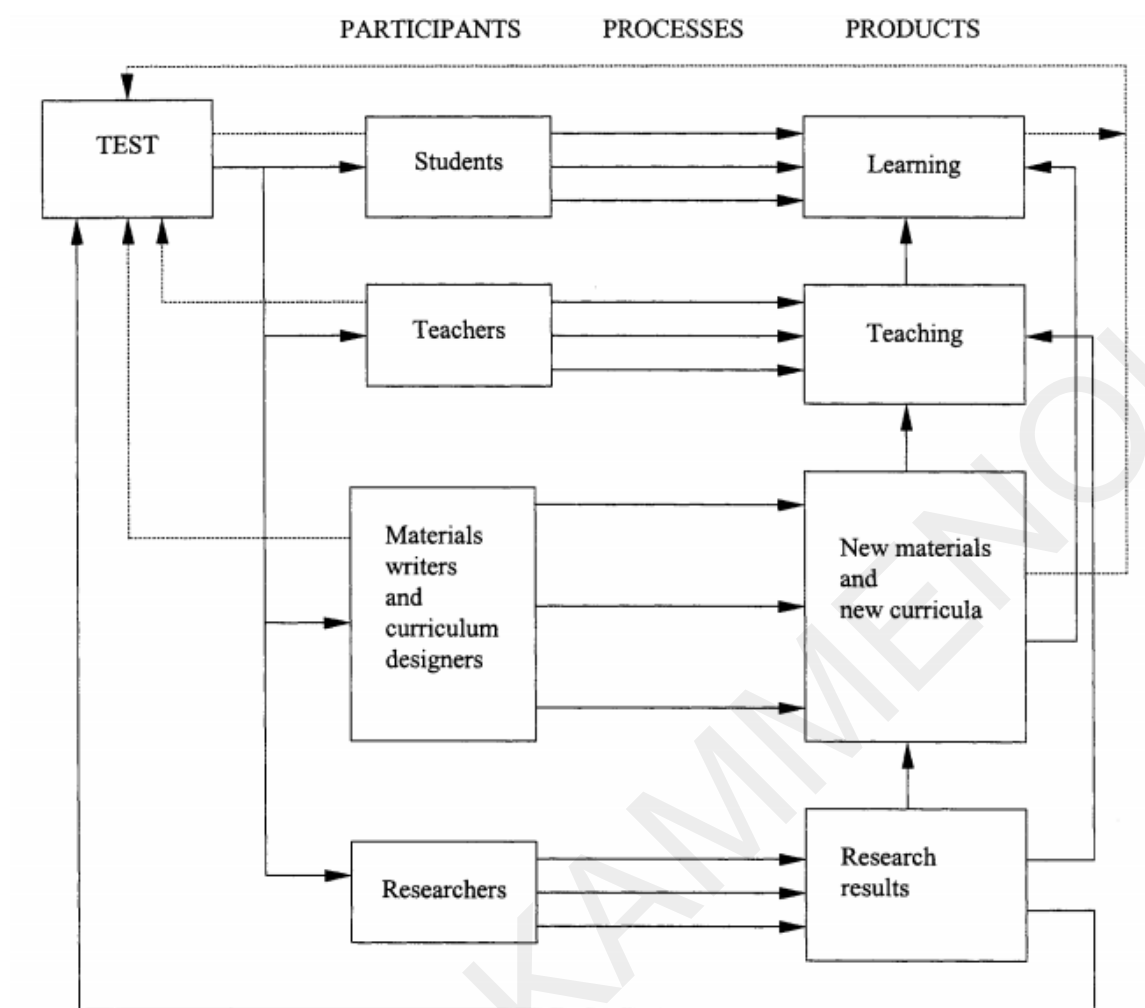 PARTICIPANTS PROCESSES PRODUCTS
TEST
Students
Learning
Teachers
Teaching
Materials
writers
and
curriculum
designers
New materials
and
new curricula
Researchers
Research
results